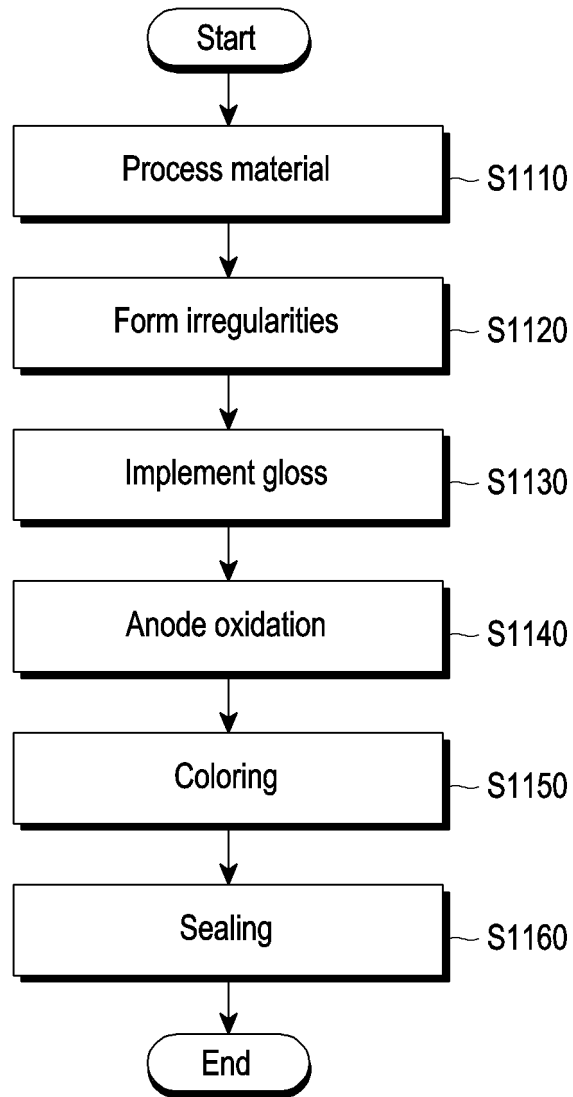 Start
Process material
S1110
Form irregularities
S1120
Implement gloss
S1130
Anode oxidation
S1140
Coloring
S1150
Sealing
S1160
End